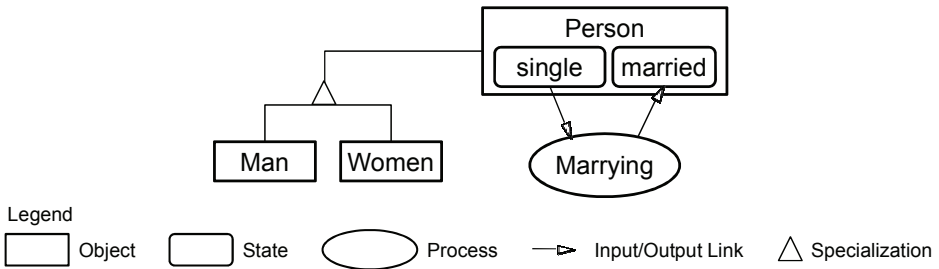 Person
single married
Man Women Marrying
Legend
Object State Process Input/Output Link Specialization